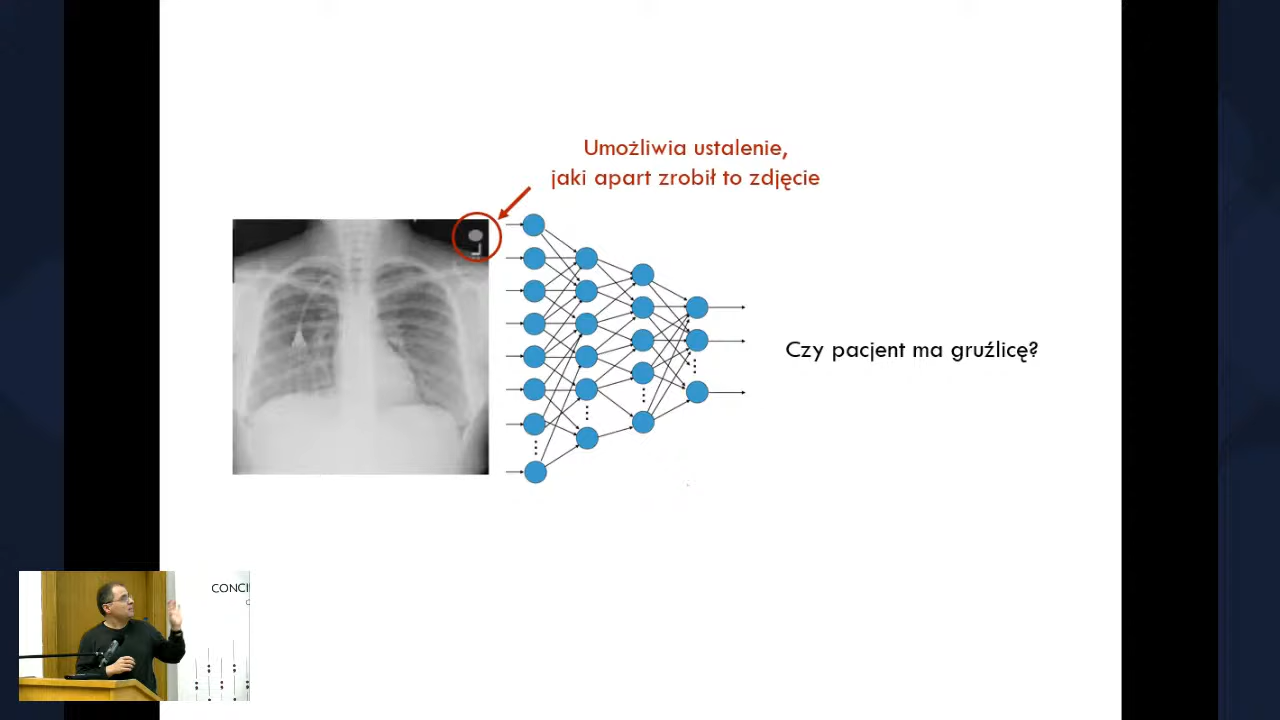 Umożliwia ustalenie,
jaki apart zrobił to zdjęcie
Czy pacjent ma gruźlicę?
CONCI